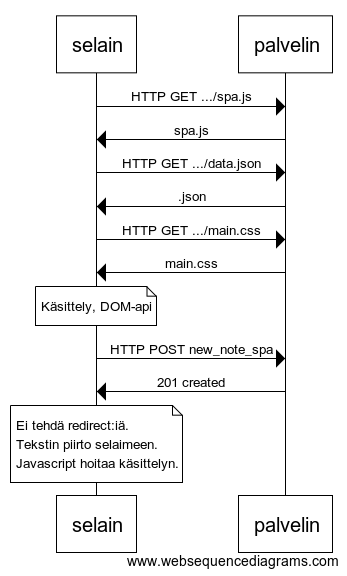 selain palvelin
HTTP GET .../spa.js
spa.js
HTTP GET .../data.json
.json
HTTP GET .../main.css
main.css
Käsittely, DOM-api
HTTP POST new_note_spa
201 created
Ei tehdä redirect:iä.
Tekstin piirto selaimeen.
Javascript hoitaa käsittelyn.
selain palvelin
www.websequencediagrams.com